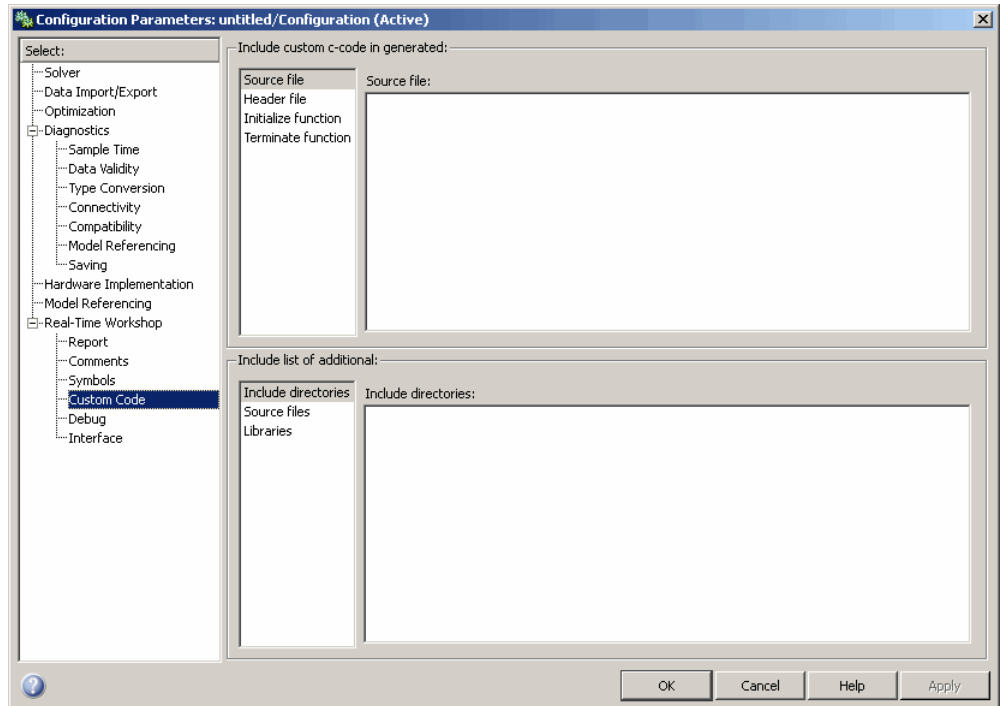 Configuration Parameters: untitled/Configuration (Active)
Select:
Solver
Data Import/Export
Optimization
Diagnostics
Sample Time
Data Validity
Type Conversion
Connectivity
Compatibility
Model Referencing
Saving
Hardware Implementation
Model Referencing
Real-Time Workshop
Report
Comments
Symbols
Custom Code
Debug
Interface
Include custom c-code in generated:
Source file
Header file
Initialize function
Terminate function
Source file:
Include list of additional:
Include directories
Source files
Libraries
Include directories:
OK
Cancel
Help
Apply